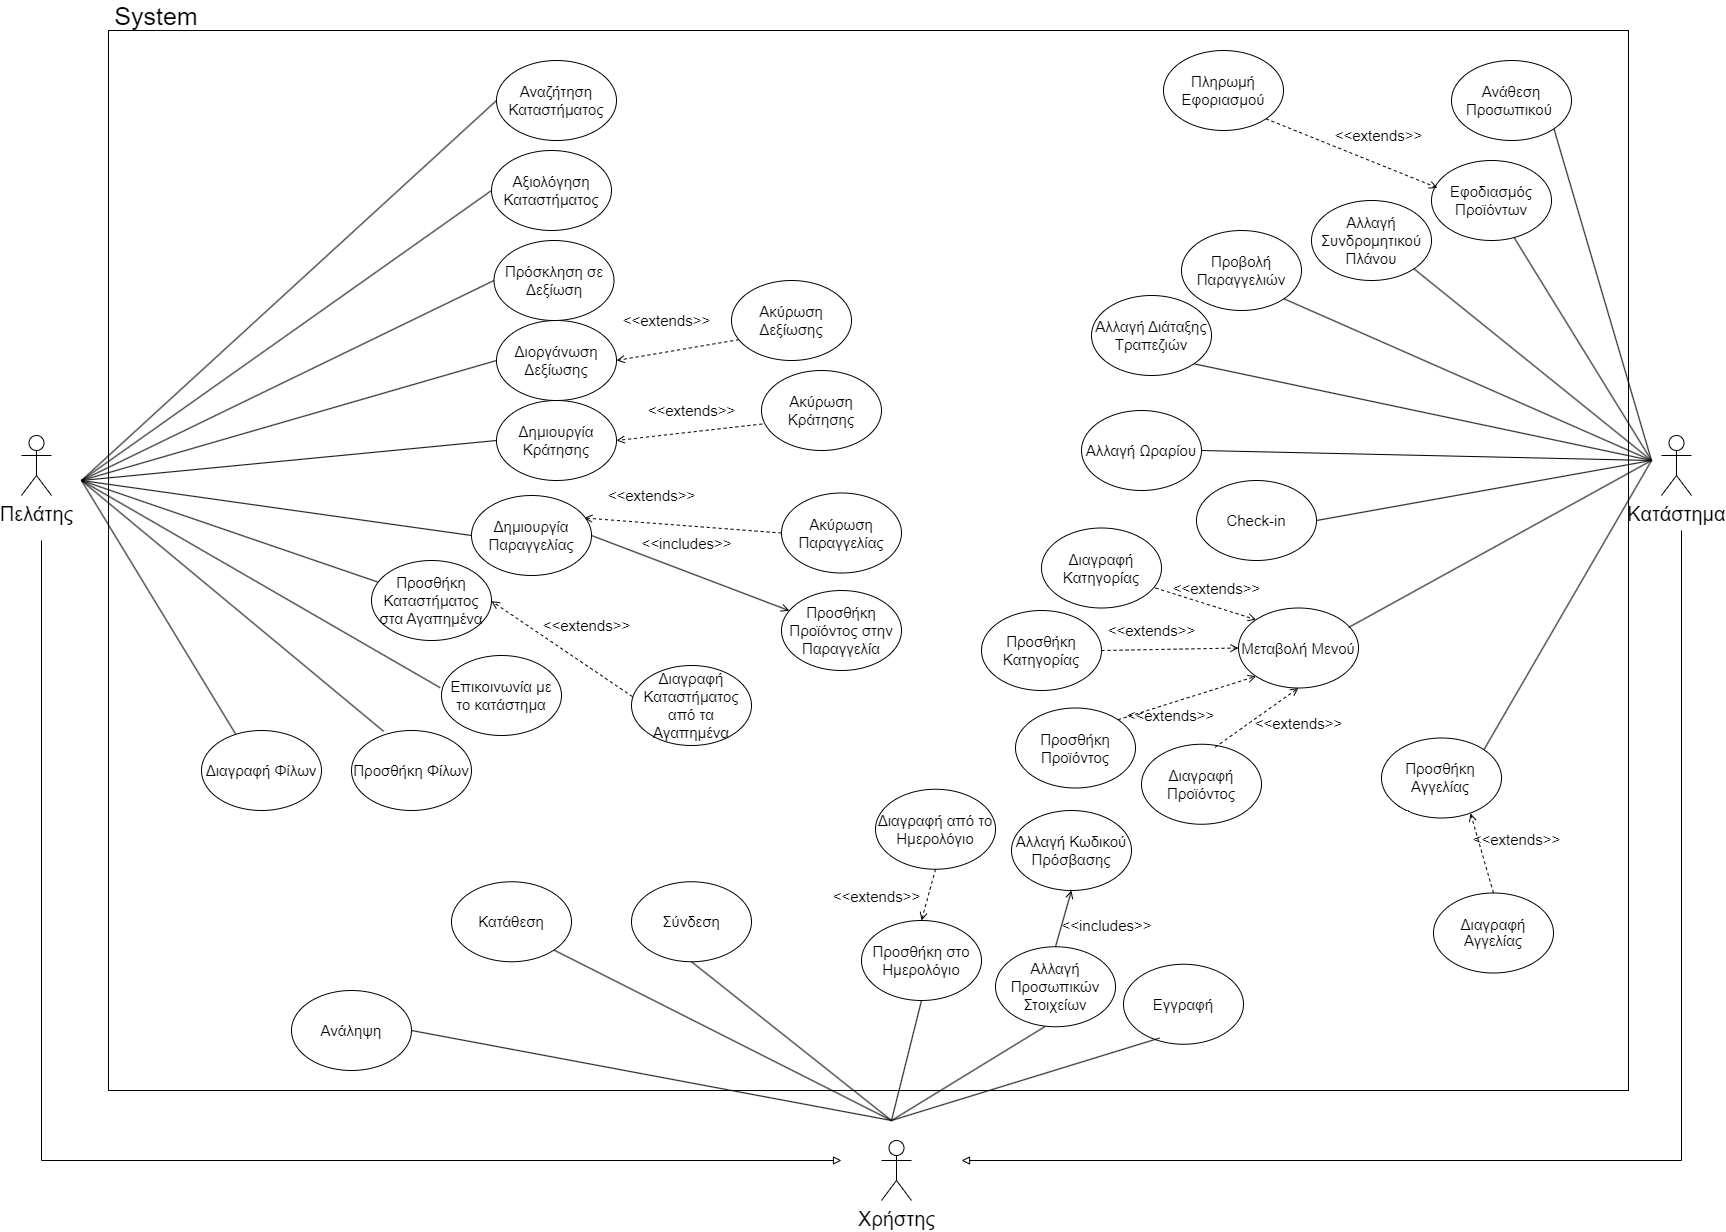 System
Αναζήτηση
Καταστήματος
Αξιολόγηση
Καταστήματος
Πρόσκληση σε
Δεξίωση
Διοργάνωση
Δεξίωσης
<<extends>>
Ακύρωση
Δεξίωσης
Δημιουργία
Κράτησης
<<extends>>
Ακύρωση
Κράτησης
Πελάτης
Δημιουργία
Παραγγελίας
<<extends>>
<<includes>>
Ακύρωση
Παραγγελίας
Προσθήκη
Προϊόντος στην
Παραγγελία
Προσθήκη
Καταστήματος
στα Αγαπημένα
<<extends>>
Διαγραφή
Καταστήματος
από τα
Αγαπημένα
Επικοινωνία με
το κατάστημα
Διαγραφή Φίλων
Προσθήκη Φίλων
Πληρωμή
Εφοριασμού
<<extends>>
Ανάθεση
Προσωπικού
Εφοδιασμός
Προϊόντων
Αλλαγή
Συνδρομητικού
Πλάνου
Προβολή
Παραγγελιών
Αλλαγή Διάταξης
Τραπεζιών
Αλλαγή Ωραρίου
Check-in
Κατάστημα
Διαγραφή
Κατηγορίας
<<extends>>
Προσθήκη
Κατηγορίας
<<extends>>
Μεταβολή Μενού
Προσθήκη
Προϊόντος
<<extends>>
Διαγραφή
Προϊόντος
<<extends>>
Προσθήκη
Αγγελίας
<<extends>>
Διαγραφή
Αγγελίας
Διαγραφή από το
Ημερολόγιο
<<extends>>
Προσθήκη στο
Ημερολόγιο
Αλλαγή Κωδικού
Πρόσβασης
<<includes>>
Αλλαγή
Προσωπικών
Στοιχείων
Εγγραφή
Κατάθεση
Σύνδεση
Ανάληψη
Χρήστης